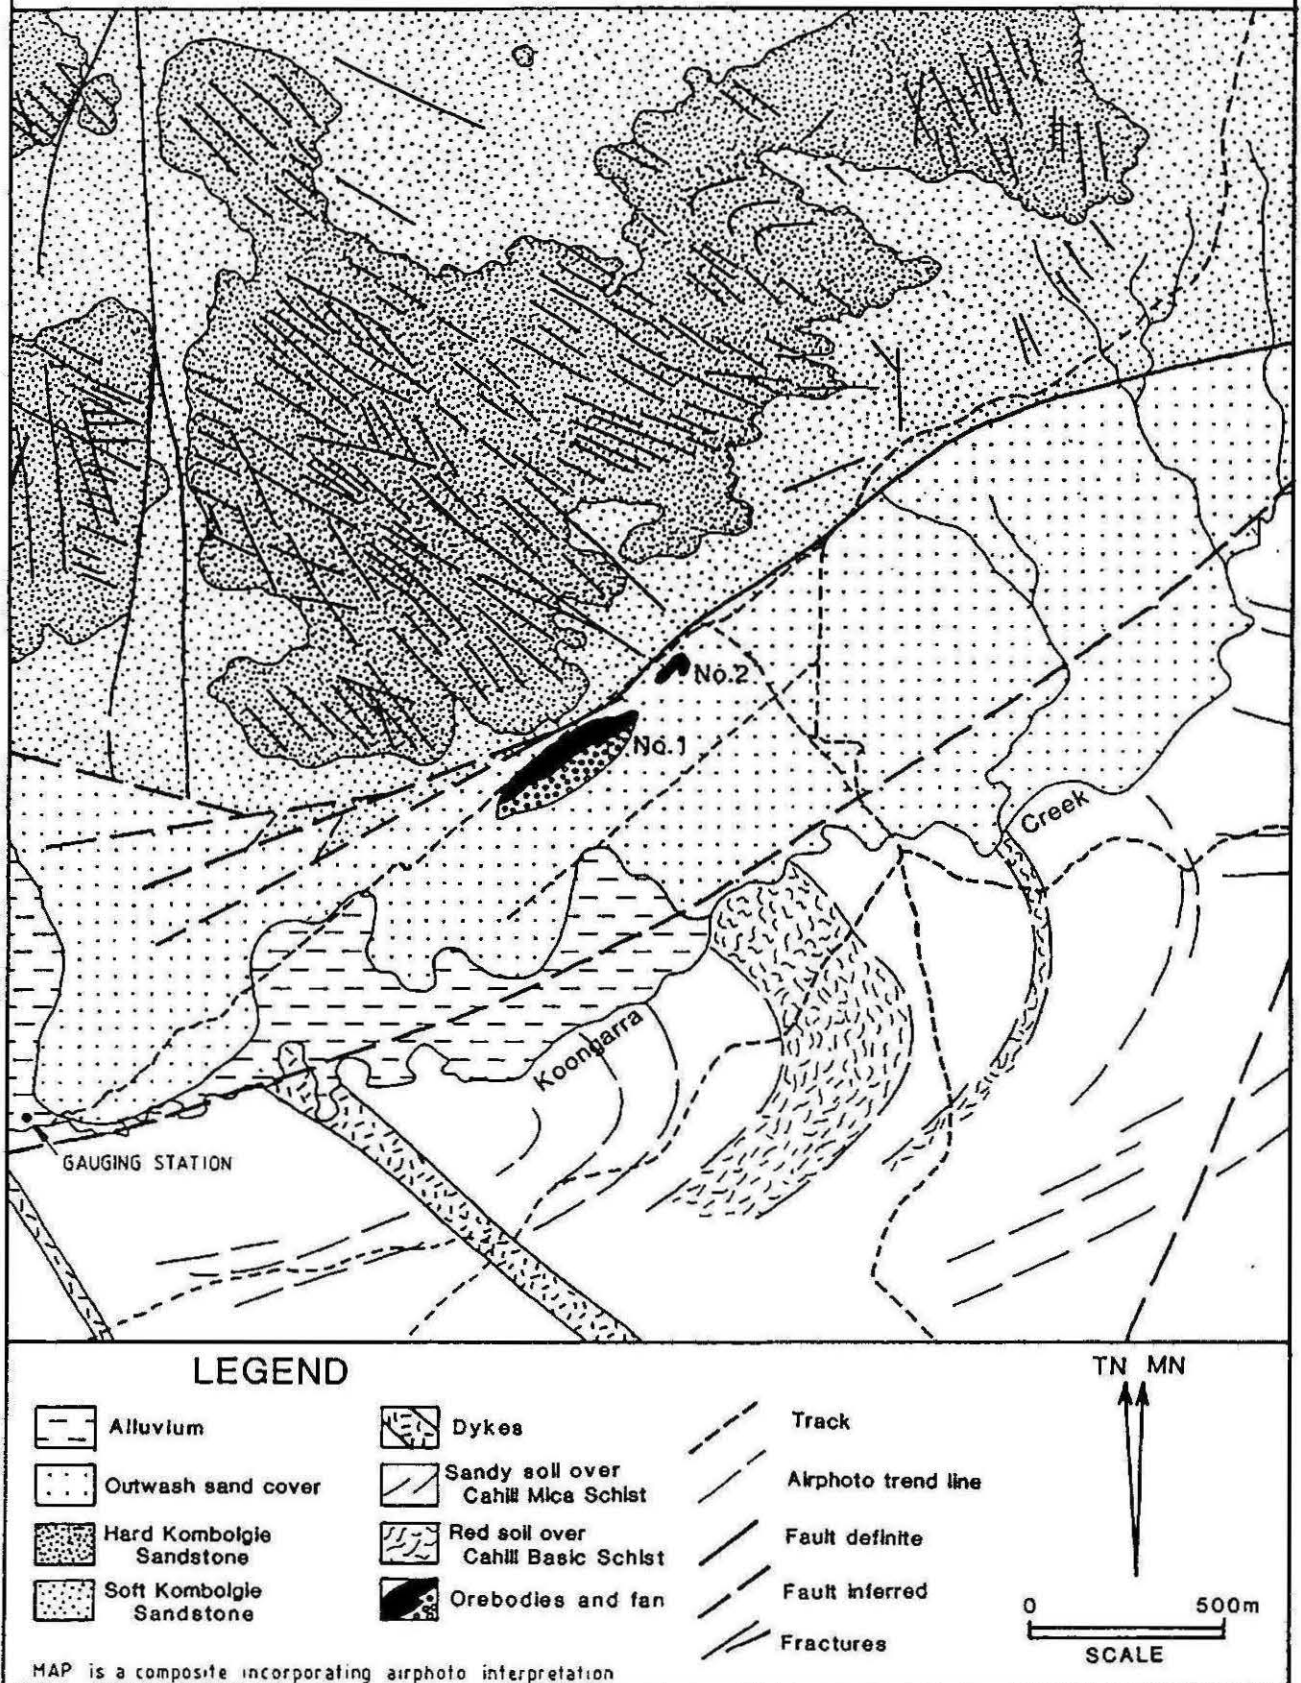 No.2
No.1
Creek
Koongarra
GAUGING STATION
LEGEND
TN MN
Alluvium
Dykes
Track
Outwash sand cover
Sandy soil over
Cahill Mica Schist
Airphoto trend line
Hard Kombolgie
Sandstone
Red soil over
Cahill Basic Schist
Fault definite
Soft Kombolgie
Sandstone
Orebodies and fan
Fault inferred
Fractures
0 500m
SCALE
MAP is a composite incorporating airphoto interpretation